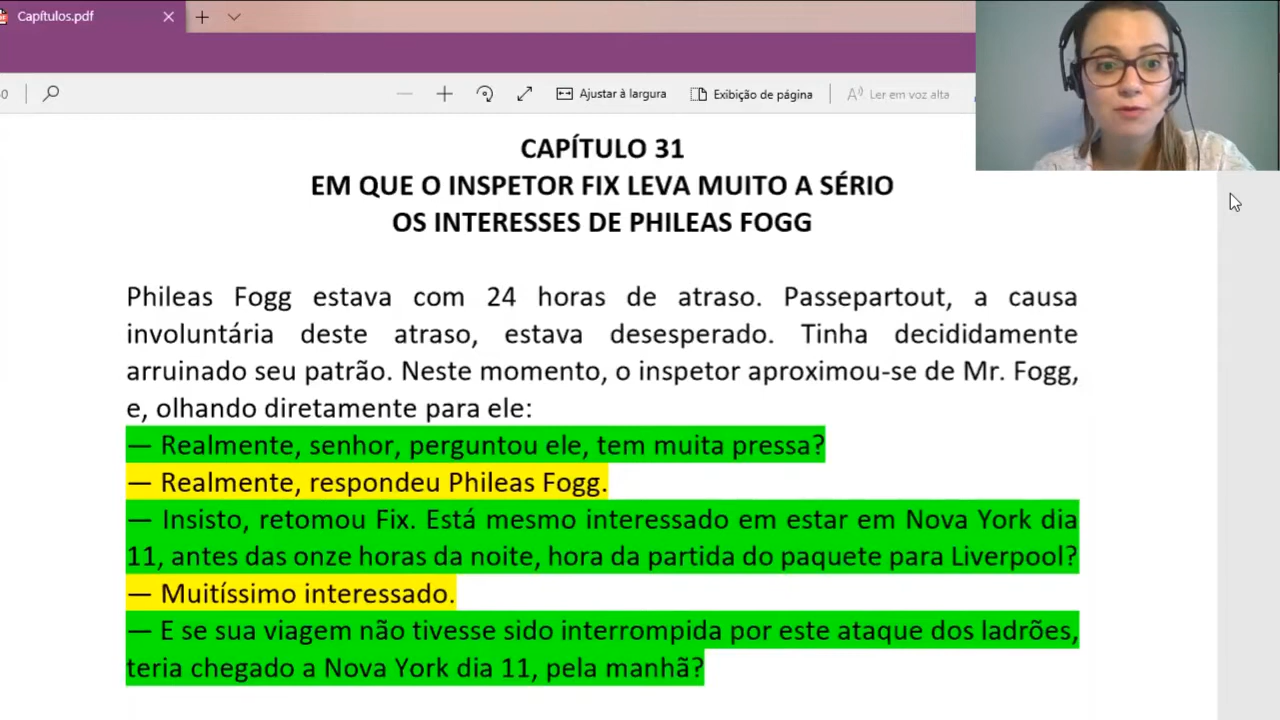 Capítulos.pdf
0
Ajustar à largura
Exibição de página
Ler em voz alta
CAPÍTULO 31
EM QUE O INSPETOR FIX LEVA MUITO A SÉRIO
OS INTERESSES DE PHILEAS FOGG
Phileas Fogg estava com 24 horas de atraso. Passepartout, a causa
involuntária deste atraso, estava desesperado. Tinha decididamente
arruinado seu patrão. Neste momento, o inspetor aproximou-se de Mr. Fogg,
e, olhando diretamente para ele:
— Realmente, senhor, perguntou ele, tem muita pressa?
— Realmente, respondeu Phileas Fogg.
— Insisto, retomou Fix. Está mesmo interessado em estar em Nova York dia
11, antes das onze horas da noite, hora da partida do paquete para Liverpool?
— Muitíssimo interessado.
— E se sua viagem não tivesse sido interrompida por este ataque dos ladrões,
teria chegado a Nova York dia 11, pela manhã?